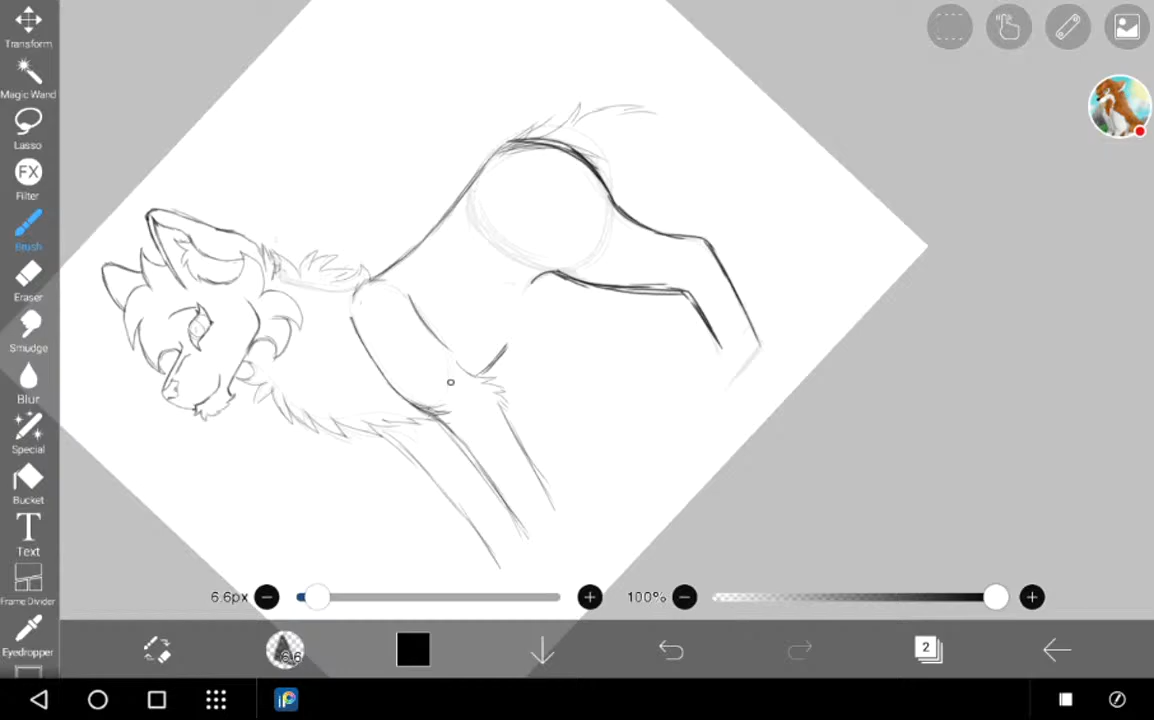 Transform
Magic Wand
Lasso
FX
Filter
Brush
Eraser
Smudge
Blur
Special
Bucket
T
Text
Frame Divider
Eyedropper
6.6px
100%
6.6
2
iP